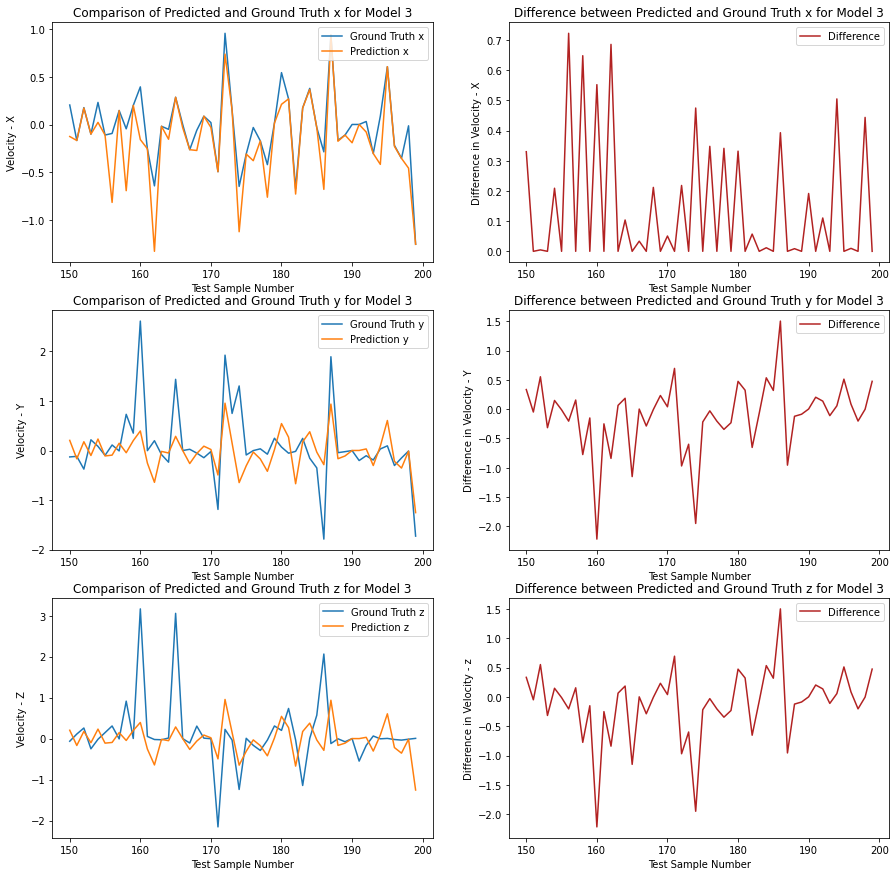 Comparison of Predicted and Ground Truth x for Model 3
Velocity - X
1.0
0.5
0.0
−0.5
−1.0
Ground Truth x
Prediction x
150
160
170
180
190
200
Test Sample Number
Difference between Predicted and Ground Truth x for Model 3
Difference in Velocity - X
0.7
0.6
0.5
0.4
0.3
0.2
0.1
0.0
Difference
150
160
170
180
190
200
Test Sample Number
Comparison of Predicted and Ground Truth y for Model 3
Velocity - Y
2
1
0
−1
−2
Ground Truth y
Prediction y
150
160
170
180
190
200
Test Sample Number
Difference between Predicted and Ground Truth y for Model 3
Difference in Velocity - Y
1.5
1.0
0.5
0.0
−0.5
−1.0
−1.5
−2.0
Difference
150
160
170
180
190
200
Test Sample Number
Comparison of Predicted and Ground Truth z for Model 3
Velocity - Z
3
2
1
0
−1
−2
Ground Truth z
Prediction z
150
160
170
180
190
200
Test Sample Number
Difference between Predicted and Ground Truth z for Model 3
Difference in Velocity - z
1.5
1.0
0.5
0.0
−0.5
−1.0
−1.5
−2.0
Difference
150
160
170
180
190
200
Test Sample Number